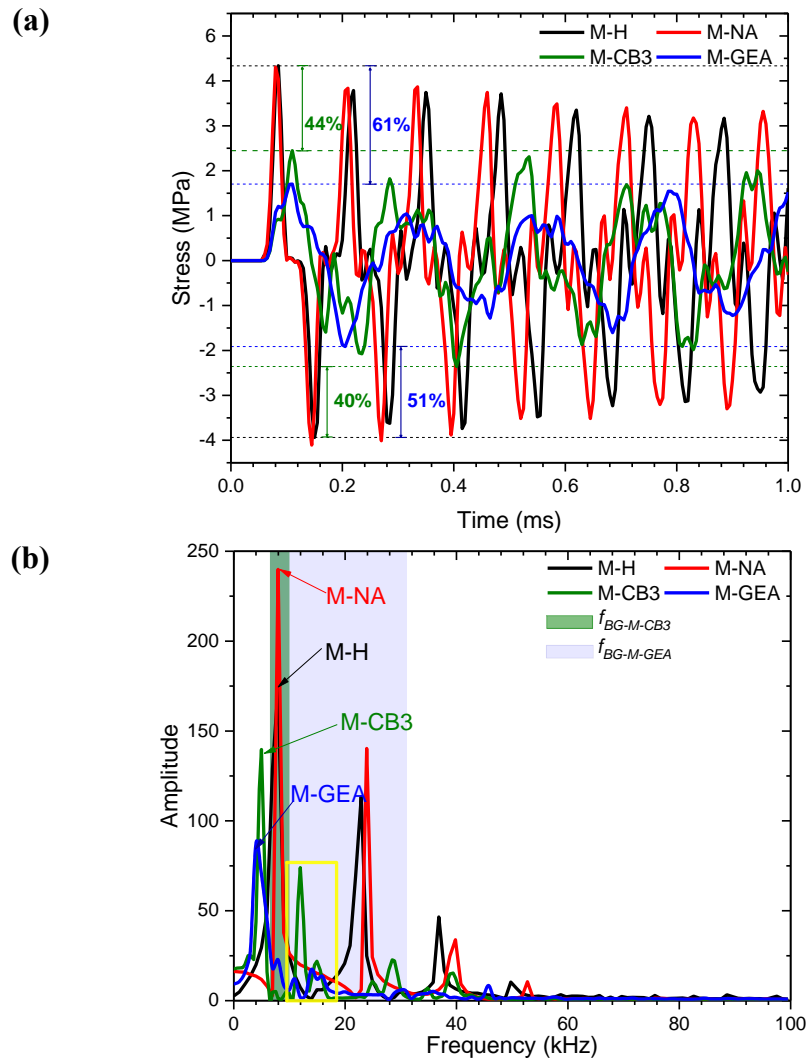 (a)
M-H M-NA
M-CB3 M-GEA
6
5
4
3
2
1
0
-1
-2
-3
-4
Stress (MPa)
44%
61%
40%
51%
0.0 0.2 0.4 0.6 0.8 1.0
Time (ms)
(b)
M-H M-NA
M-CB3 M-GEA
f_BG-M-CB3
f_BG-M-GEA
250
200
150
100
50
0
Amplitude
M-NA
M-H
M-CB3
M-GEA
0 20 40 60 80 100
Frequency (kHz)